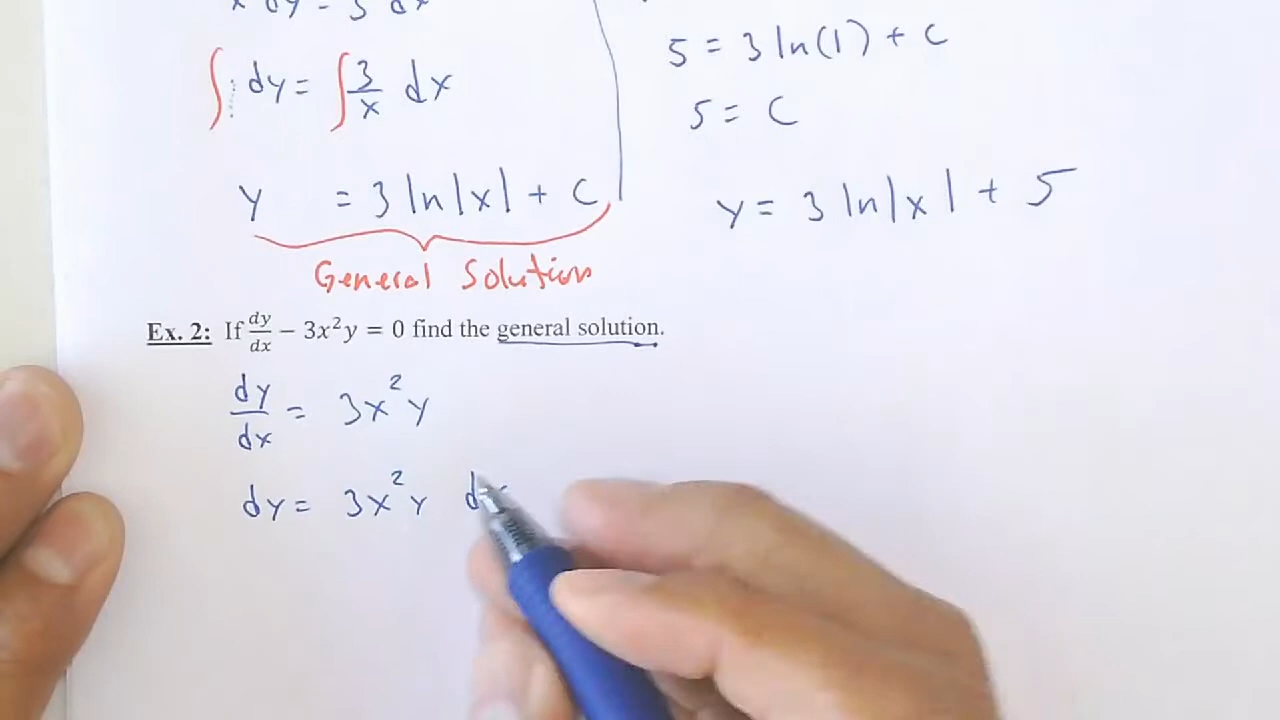 ∫ dy = ∫ 3/x dx
y = 3 ln|x| + C
General Solution
5 = 3 ln(1) + C
5 = C
y = 3 ln|x| + 5
Ex. 2: If dy/dx − 3x²y = 0 find the general solution.
dy/dx = 3x²y
dy = 3x²y